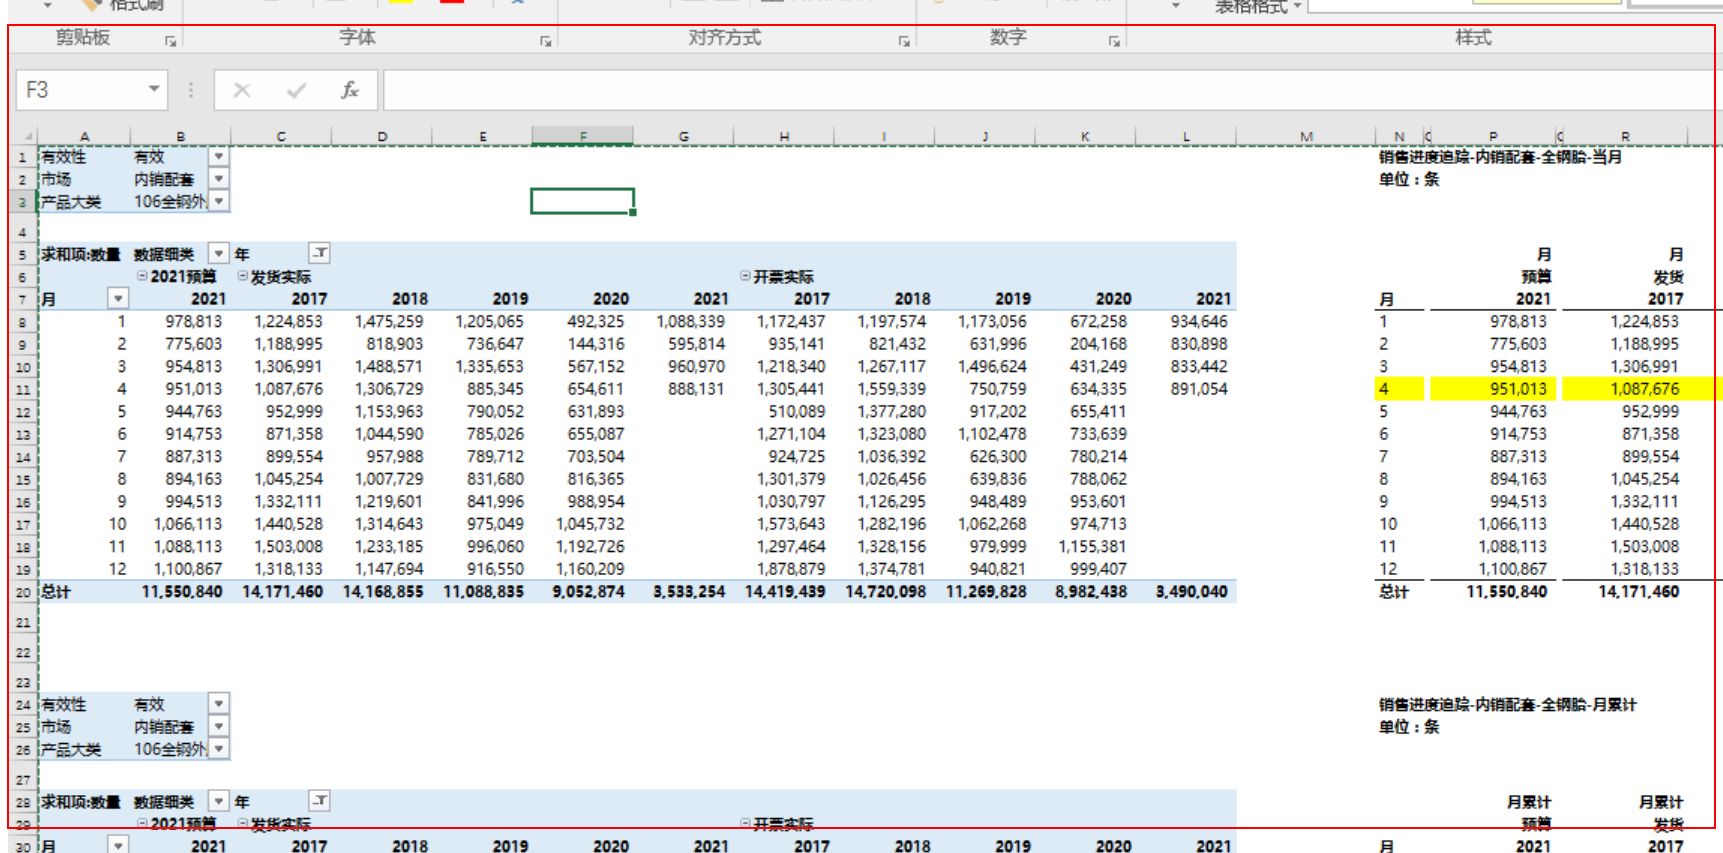 格式刷
表格格式
剪贴板 字体 对齐方式 数字 样式
F3 fx
A B C D E F G H I J K L M N P R
1 有效性 有效 销售进度追踪-内销配套-全钢胎-当月
2 市场 内销配套 单位：条
3 产品大类 106全钢外
4
5 求和项:数量 数据细类 年 月 月
6 2021预算 发货实际 开票实际 预算 发货
7 月 2021 2017 2018 2019 2020 2021 2017 2018 2019 2020 2021 月 2021 2017
8 1 978,813 1,224,853 1,475,259 1,205,065 492,325 1,088,339 1,172,437 1,197,574 1,173,056 672,258 934,646 1 978,813 1,224,853
9 2 775,603 1,188,995 818,903 736,647 144,316 595,814 935,141 821,432 631,996 204,168 830,898 2 775,603 1,188,995
10 3 954,813 1,306,991 1,488,571 1,335,653 567,152 960,970 1,218,340 1,267,117 1,496,624 431,249 833,442 3 954,813 1,306,991
11 4 951,013 1,087,676 1,306,729 885,345 654,611 888,131 1,305,441 1,559,339 750,759 634,335 891,054 4 951,013 1,087,676
12 5 944,763 952,999 1,153,963 790,052 631,893 510,089 1,377,280 917,202 655,411 5 944,763 952,999
13 6 914,753 871,358 1,044,590 785,026 655,087 1,271,104 1,323,080 1,102,478 733,639 6 914,753 871,358
14 7 887,313 899,554 957,988 789,712 703,504 924,725 1,036,392 626,300 780,214 7 887,313 899,554
15 8 894,163 1,045,254 1,007,729 831,680 816,365 1,301,379 1,026,456 639,836 788,062 8 894,163 1,045,254
16 9 994,513 1,332,111 1,219,601 841,996 988,954 1,030,797 1,126,295 948,489 953,601 9 994,513 1,332,111
17 10 1,066,113 1,440,528 1,314,643 975,049 1,045,732 1,573,643 1,282,196 1,062,268 974,713 10 1,066,113 1,440,528
18 11 1,088,113 1,503,008 1,233,185 996,060 1,192,726 1,297,464 1,328,156 979,999 1,155,381 11 1,088,113 1,503,008
19 12 1,100,867 1,318,133 1,147,694 916,550 1,160,209 1,878,879 1,374,781 940,821 999,407 12 1,100,867 1,318,133
20 总计 11,550,840 14,171,460 14,168,855 11,088,835 9,052,874 3,533,254 14,419,439 14,720,098 11,269,828 8,982,438 3,490,040 总计 11,550,840 14,171,460
21
22
23
24 有效性 有效 销售进度追踪-内销配套-全钢胎-月累计
25 市场 内销配套 单位：条
26 产品大类 106全钢外
27
28 求和项:数量 数据细类 年 月累计 月累计
29 2021预算 发货实际 开票实际 预算 发货
30 月 2021 2017 2018 2019 2020 2021 2017 2018 2019 2020 2021 月 2021 2017